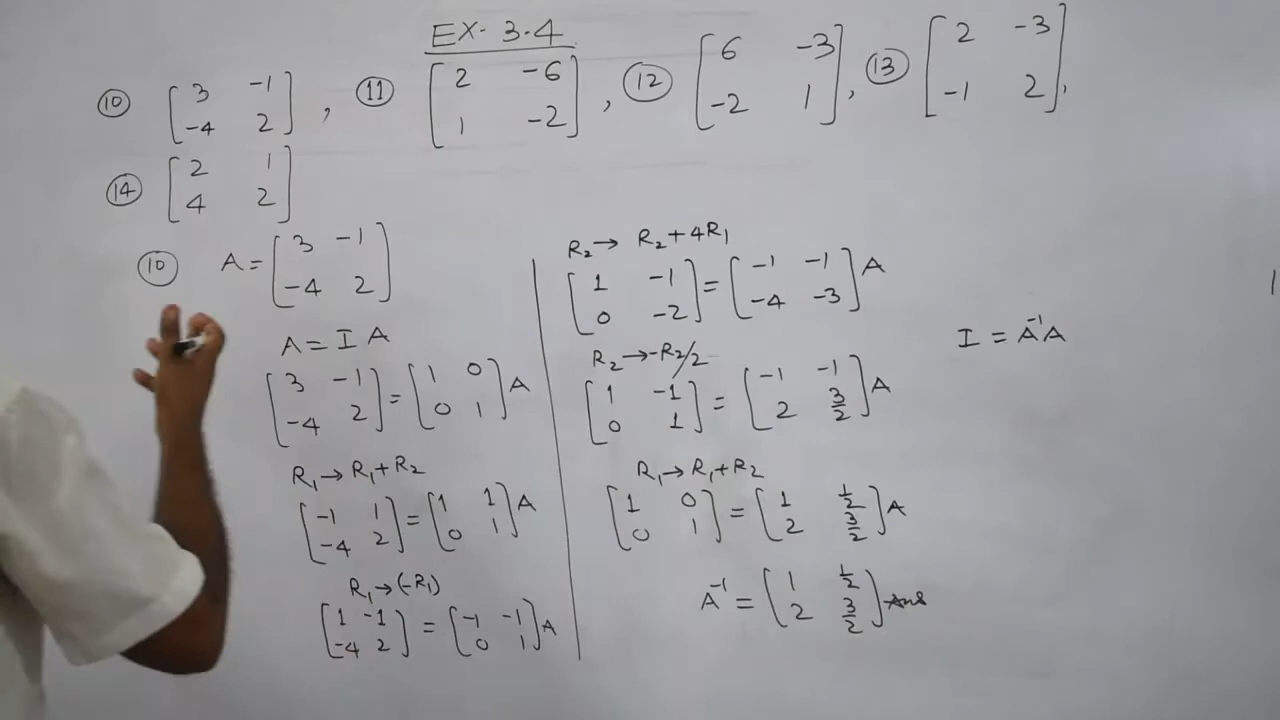 EX- 3.4
⑩ [3 -1
-4 2] , ⑪ [2 -6
1 -2] , ⑫ [6 -3
-2 1] , ⑬ [2 -3
-1 2] ,
⑭ [2 1
4 2]
⑩ A = [3 -1
-4 2]
A = I A
[3 -1
-4 2] = [1 0
0 1] A
R₁ → R₁ + R₂
[-1 1
-4 2] = [1 1
0 1] A
R₁ → (-R₁)
[1 -1
-4 2] = [-1 -1
0 1] A
R₂ → R₂ + 4R₁
[1 -1
0 -2] = [-1 -1
-4 -3] A
R₂ → -R₂/2
[1 -1
0 1] = [-1 -1
2 3/2] A
R₁ → R₁ + R₂
[1 0
0 1] = [1 1/2
2 3/2] A
A⁻¹ = [1 1/2
2 3/2] Ans
I = A⁻¹A